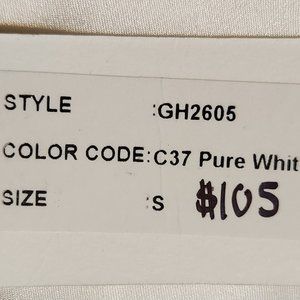 STYLE :GH2605
COLOR CODE:C37 Pure Whit
SIZE :S $105